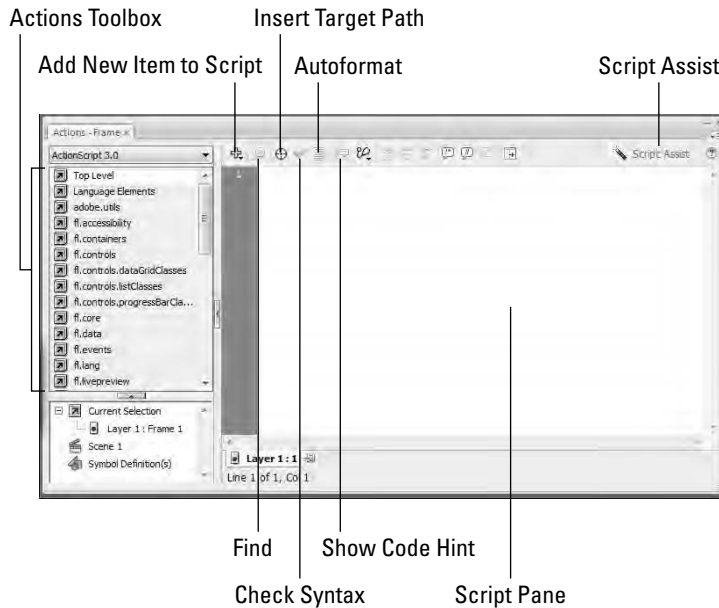 Actions Toolbox
Insert Target Path
Add New Item to Script
Autoformat
Script Assist
Actions - Frame ×
ActionScript 3.0
1
Script Assist
Top Level
Language Elements
adobe.utils
fl.accessibility
fl.containers
fl.controls
fl.controls.dataGridClasses
fl.controls.listClasses
fl.controls.progressBarCla...
fl.core
fl.data
fl.events
fl.lang
fl.livepreview
Current Selection
Layer 1 : Frame 1
Scene 1
Symbol Definition(s)
Layer 1 : 1
Line 1 of 1, Col 1
Find
Show Code Hint
Check Syntax
Script Pane